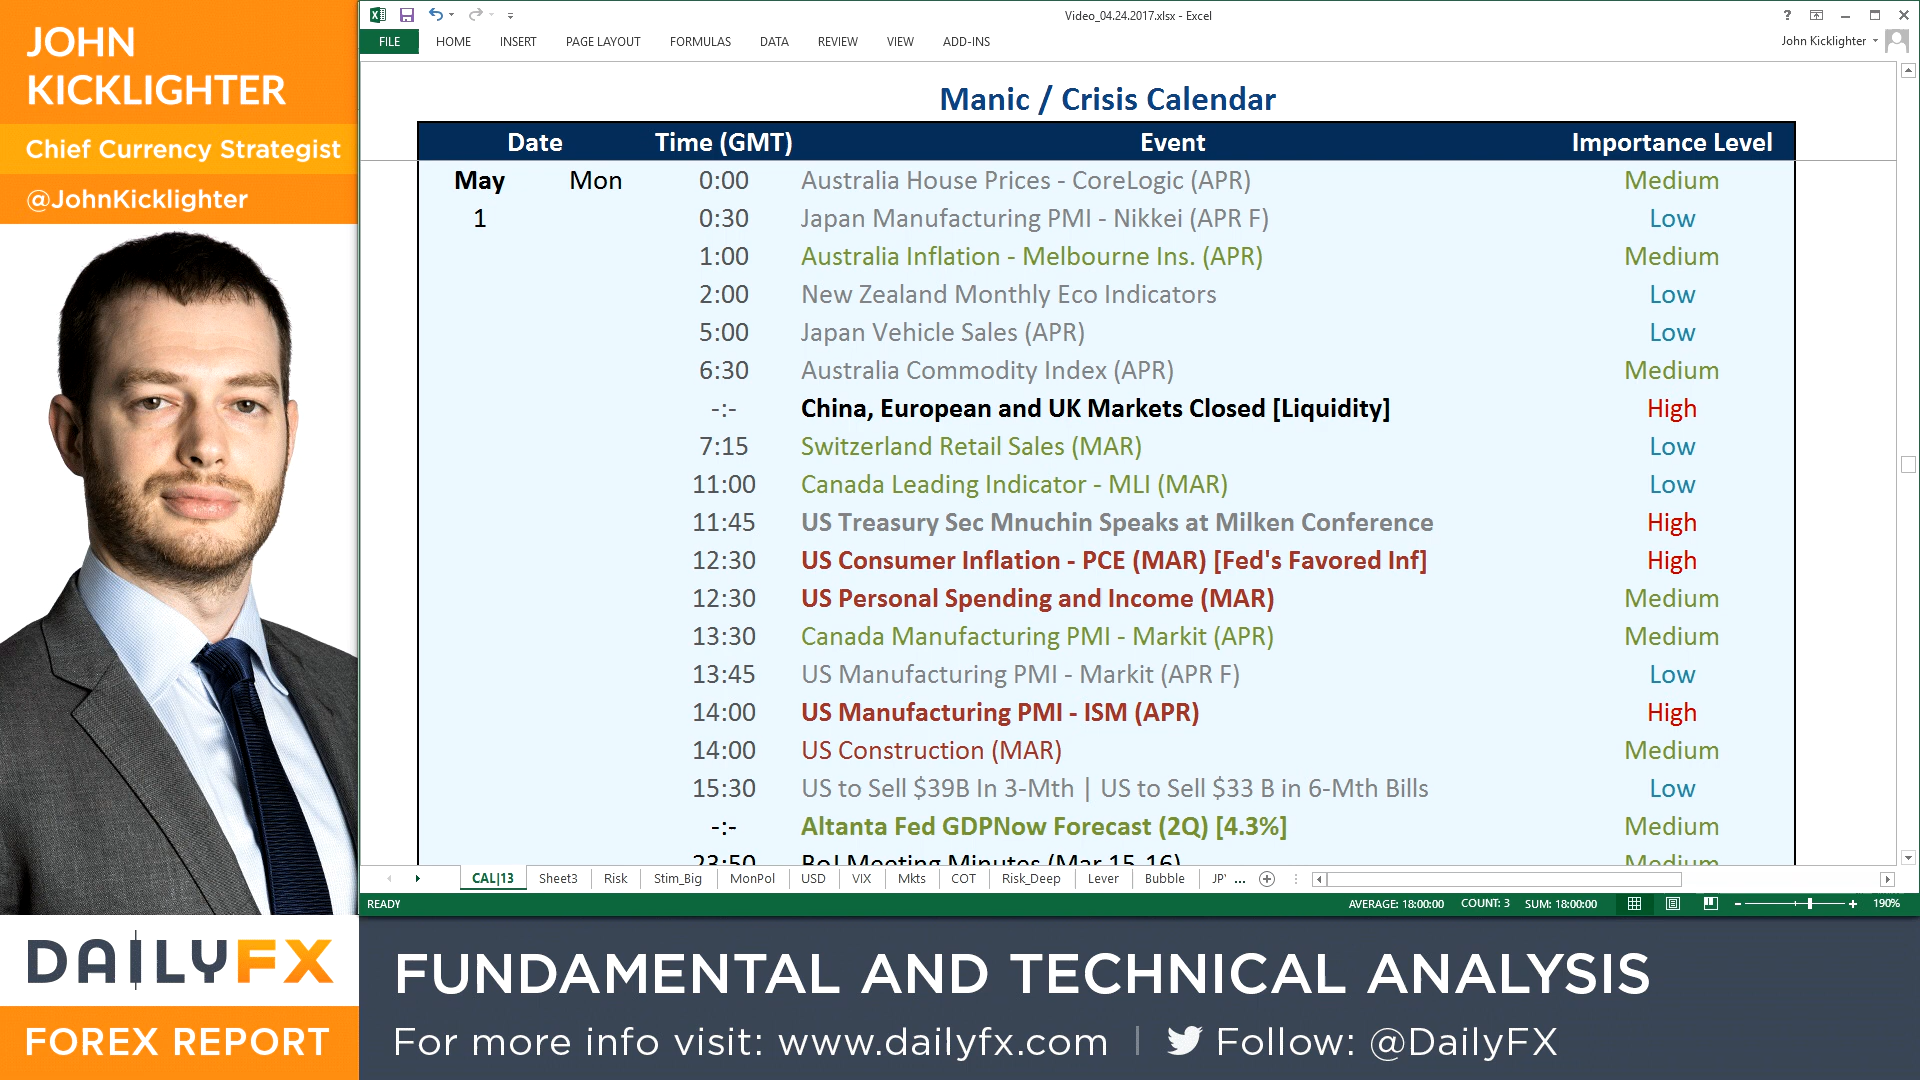 JOHN
KICKLIGHTER
Chief Currency Strategist
@JohnKicklighter
Video_04.24.2017.xlsx - Excel
?
FILE HOME INSERT PAGE LAYOUT FORMULAS DATA REVIEW VIEW ADD-INS
John Kicklighter
Manic / Crisis Calendar
Date Time (GMT) Event Importance Level
May Mon 0:00 Australia House Prices - CoreLogic (APR) Medium
1 0:30 Japan Manufacturing PMI - Nikkei (APR F) Low
1:00 Australia Inflation - Melbourne Ins. (APR) Medium
2:00 New Zealand Monthly Eco Indicators Low
5:00 Japan Vehicle Sales (APR) Low
6:30 Australia Commodity Index (APR) Medium
-:- China, European and UK Markets Closed [Liquidity] High
7:15 Switzerland Retail Sales (MAR) Low
11:00 Canada Leading Indicator - MLI (MAR) Low
11:45 US Treasury Sec Mnuchin Speaks at Milken Conference High
12:30 US Consumer Inflation - PCE (MAR) [Fed's Favored Inf] High
12:30 US Personal Spending and Income (MAR) Medium
13:30 Canada Manufacturing PMI - Markit (APR) Medium
13:45 US Manufacturing PMI - Markit (APR F) Low
14:00 US Manufacturing PMI - ISM (APR) High
14:00 US Construction (MAR) Medium
15:30 US to Sell $39B In 3-Mth | US to Sell $33 B in 6-Mth Bills Low
-:- Altanta Fed GDPNow Forecast (2Q) [4.3%] Medium
23:50 BoJ Meeting Minutes (Mar 15-16) Medium
CAL|13 Sheet3 Risk Stim_Big MonPol USD VIX Mkts COT Risk_Deep Lever Bubble JP' ...
READY AVERAGE: 18:00:00 COUNT: 3 SUM: 18:00:00 190%
DAILYFX
FOREX REPORT
FUNDAMENTAL AND TECHNICAL ANALYSIS
For more info visit: www.dailyfx.com | Follow: @DailyFX